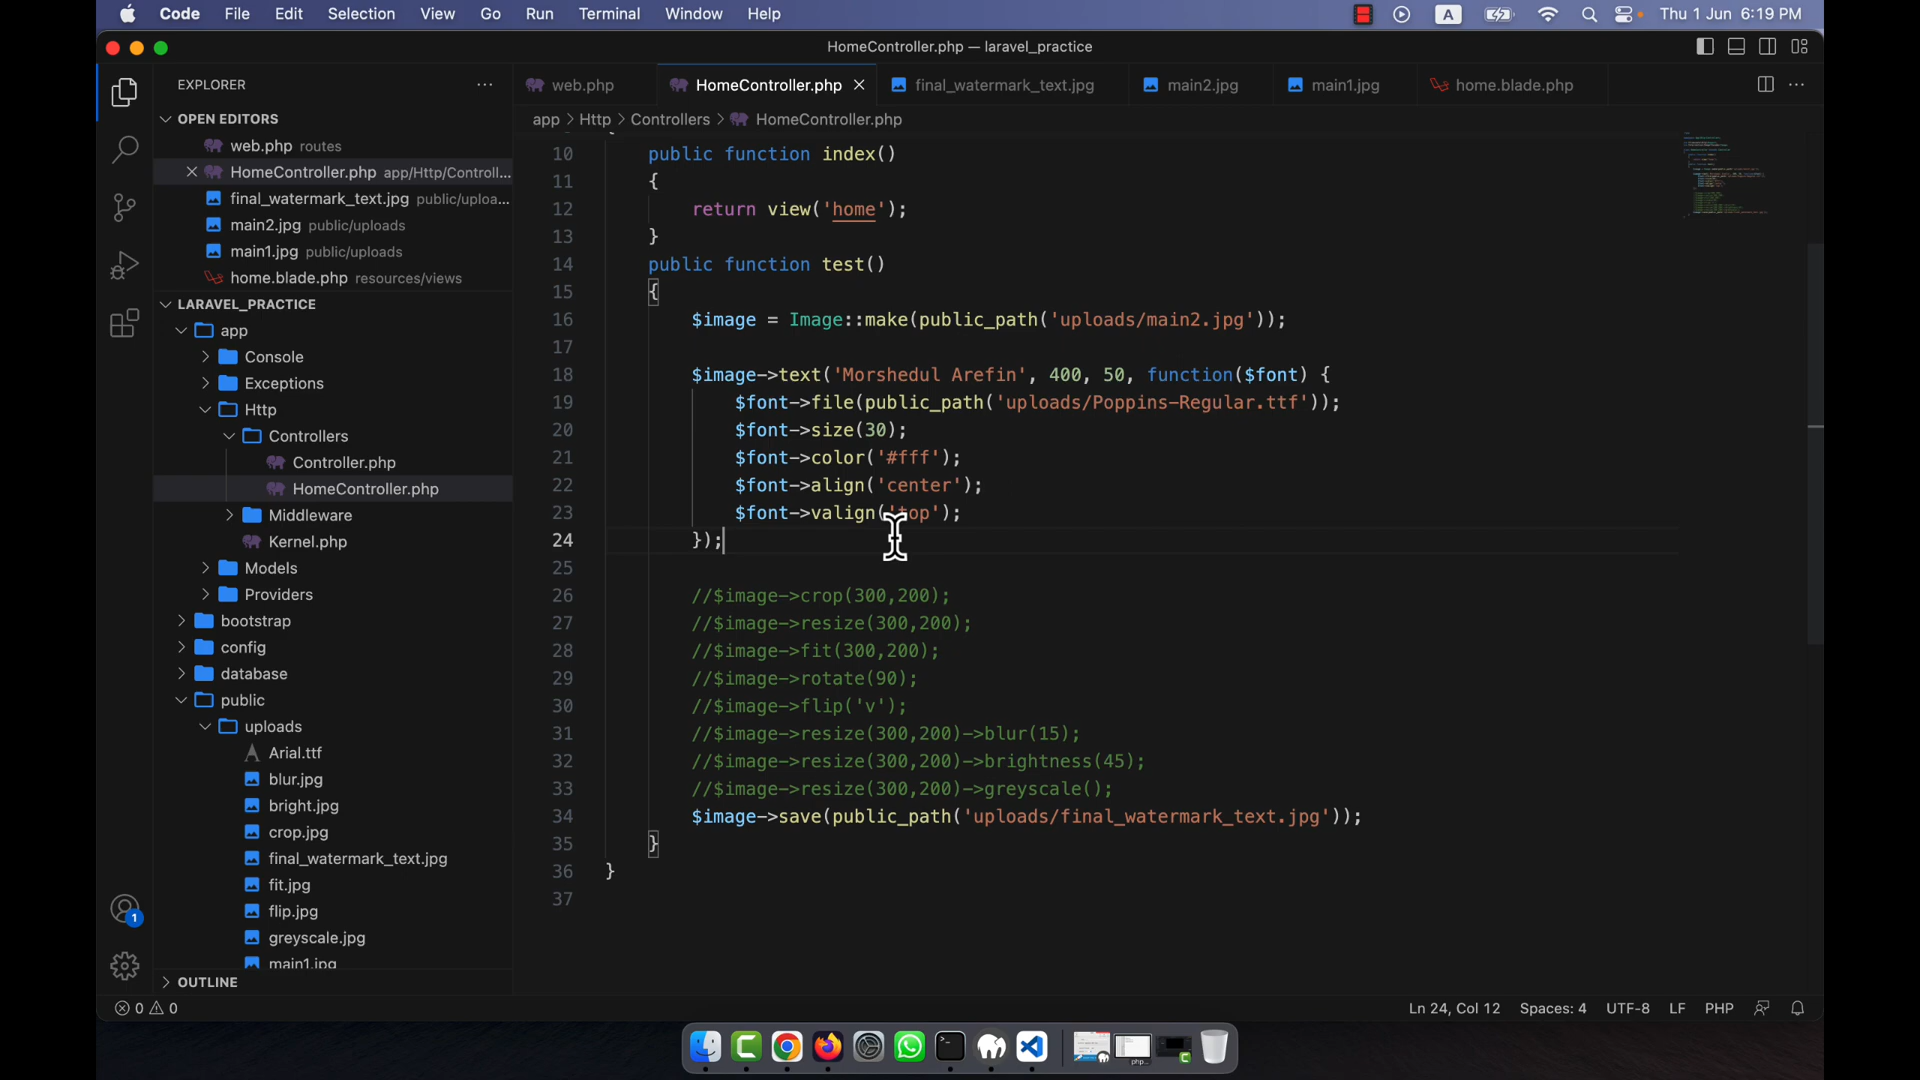 Code File Edit Selection View Go Run Terminal Window Help A Thu 1 Jun 6:19 PM
HomeController.php — laravel_practice
EXPLORER
OPEN EDITORS
web.php routes
HomeController.php app/Http/Controll...
final_watermark_text.jpg public/uploa...
main2.jpg public/uploads
main1.jpg public/uploads
home.blade.php resources/views
LARAVEL_PRACTICE
app
Console
Exceptions
Http
Controllers
Controller.php
HomeController.php
Middleware
Kernel.php
Models
Providers
bootstrap
config
database
public
uploads
Arial.ttf
blur.jpg
bright.jpg
crop.jpg
final_watermark_text.jpg
fit.jpg
flip.jpg
greyscale.jpg
main1.jpg
OUTLINE
1
web.php HomeController.php final_watermark_text.jpg main2.jpg main1.jpg home.blade.php
app > Http > Controllers > HomeController.php
10 public function index()
11 {
12 return view('home');
13 }
14 public function test()
15 {
16 $image = Image::make(public_path('uploads/main2.jpg'));
17
18 $image->text('Morshedul Arefin', 400, 50, function($font) {
19 $font->file(public_path('uploads/Poppins-Regular.ttf'));
20 $font->size(30);
21 $font->color('#fff');
22 $font->align('center');
23 $font->valign('top');
24 });
25
26 //$image->crop(300,200);
27 //$image->resize(300,200);
28 //$image->fit(300,200);
29 //$image->rotate(90);
30 //$image->flip('v');
31 //$image->resize(300,200)->blur(15);
32 //$image->resize(300,200)->brightness(45);
33 //$image->resize(300,200)->greyscale();
34 $image->save(public_path('uploads/final_watermark_text.jpg'));
35 }
36 }
37
0 0 Ln 24, Col 12 Spaces: 4 UTF-8 LF PHP